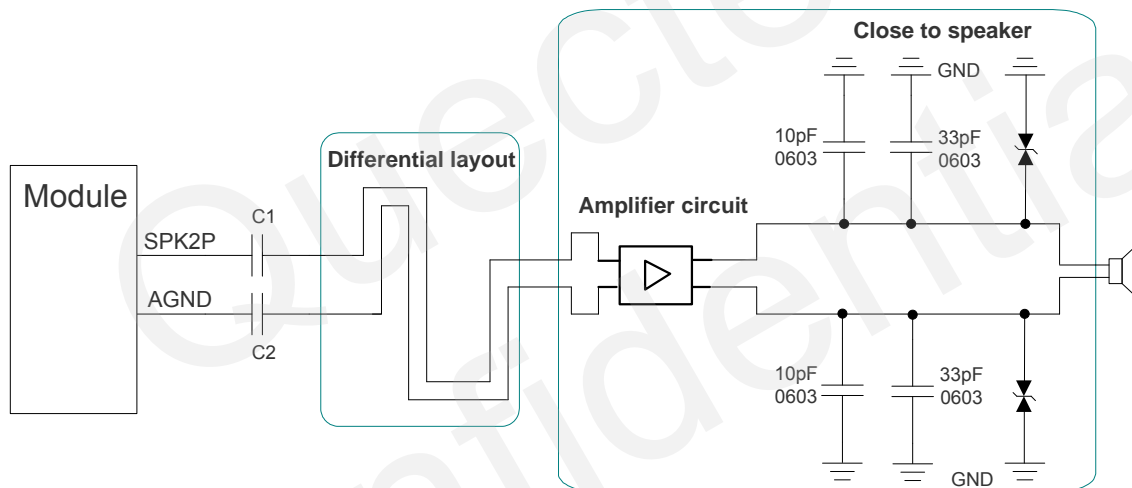 Close to speaker
GND
10pF
0603
33pF
0603
Differential layout
Module
Amplifier circuit
C1
SPK2P
AGND
C2
10pF
0603
33pF
0603
GND